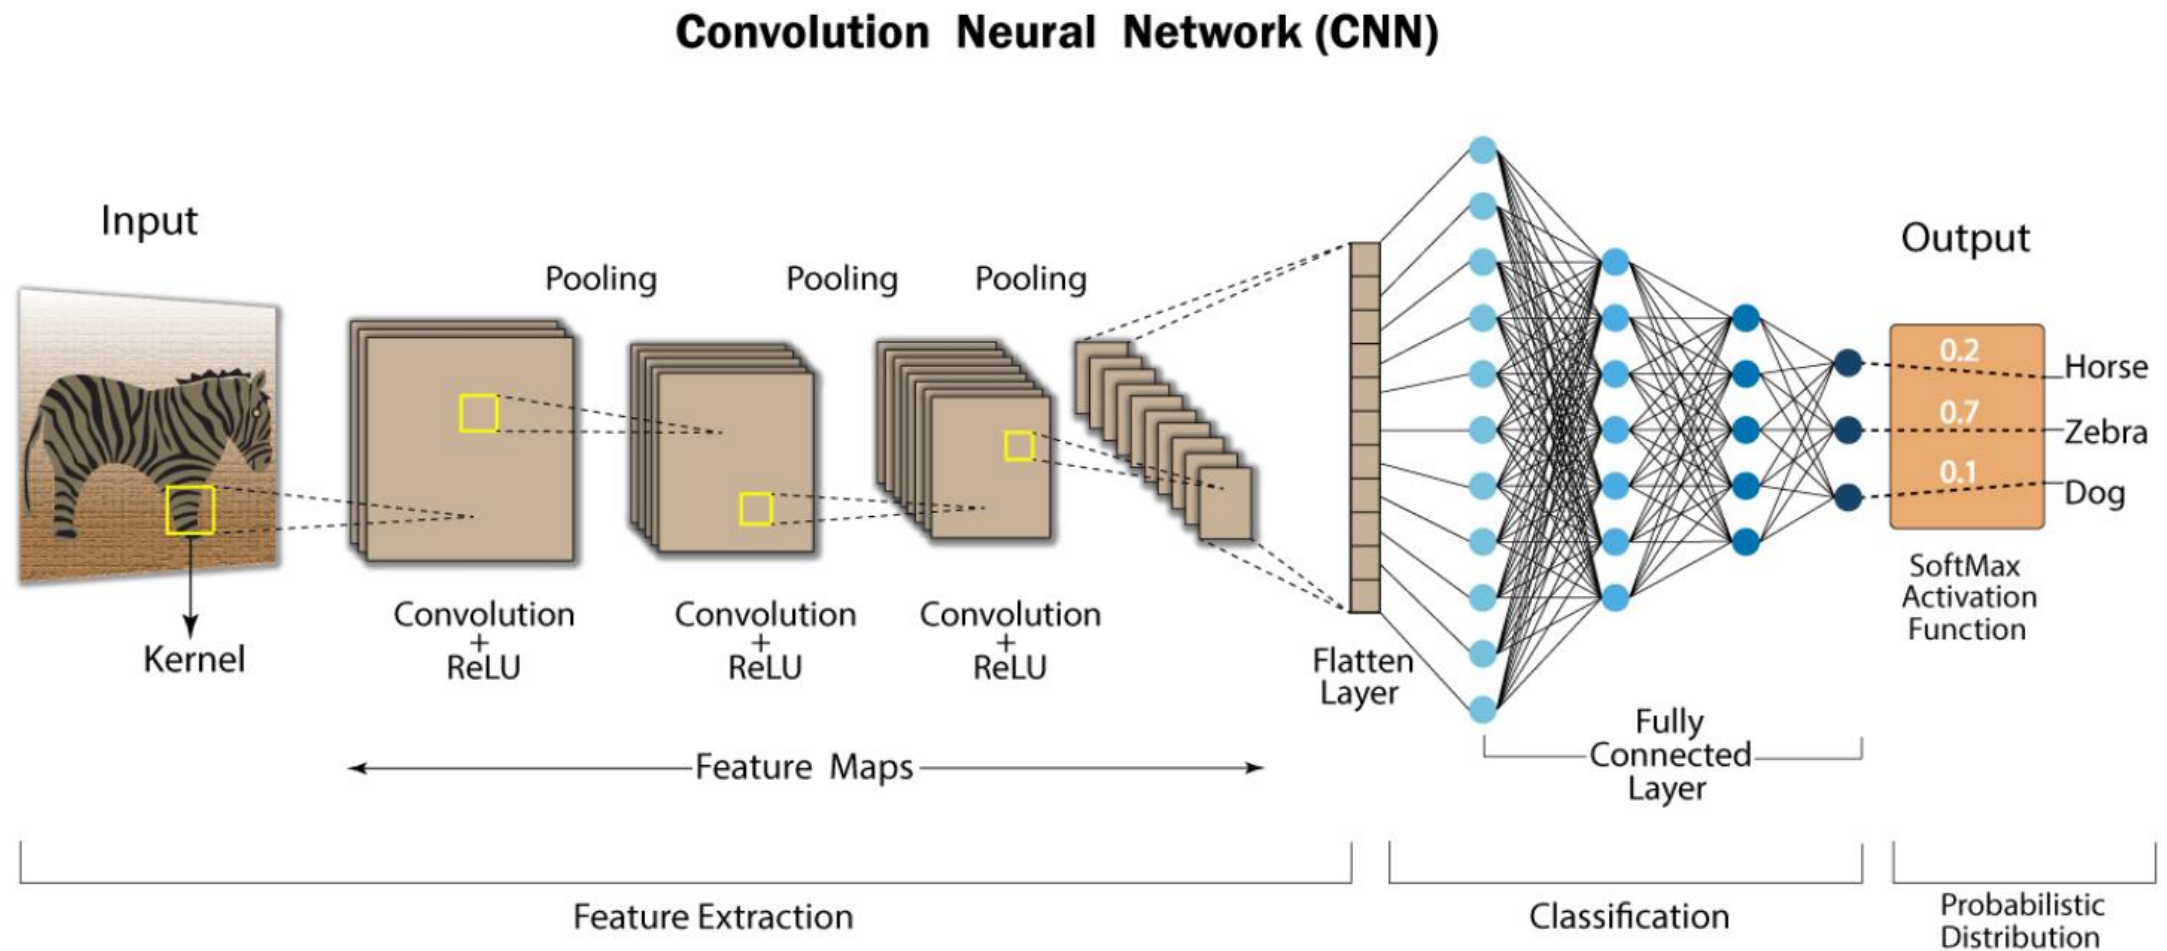 Convolution Neural Network (CNN)
Input
Pooling
Pooling
Pooling
Output
Kernel
Convolution
+
ReLU
Convolution
+
ReLU
Convolution
+
ReLU
Flatten
Layer
0.2
0.7
0.1
Horse
Zebra
Dog
SoftMax
Activation
Function
Feature Maps
Fully
Connected
Layer
Feature Extraction
Classification
Probabilistic
Distribution